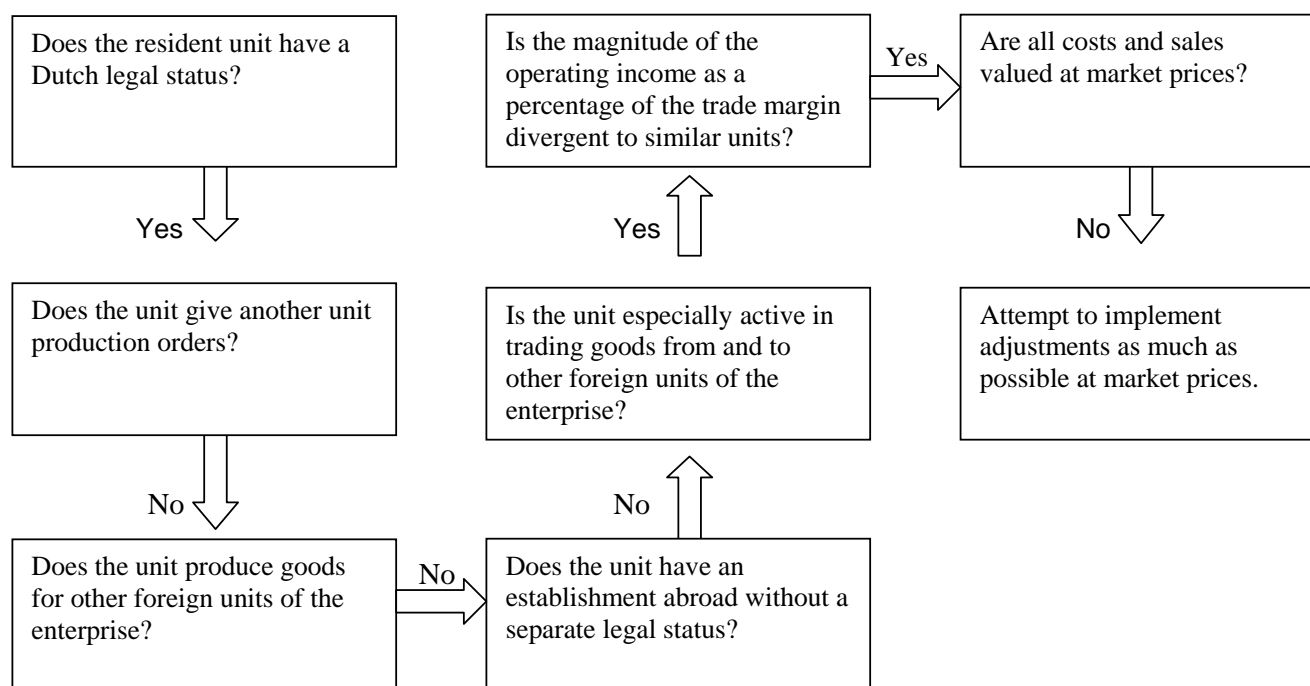 Does the resident unit have a
Dutch legal status?
Yes
Does the unit give another unit
production orders?
No
Does the unit produce goods
for other foreign units of the
enterprise?
No
Does the unit have an
establishment abroad without a
separate legal status?
No
Is the unit especially active in
trading goods from and to
other foreign units of the
enterprise?
Yes
Is the magnitude of the
operating income as a
percentage of the trade margin
divergent to similar units?
Yes
Are all costs and sales
valued at market prices?
No
Attempt to implement
adjustments as much as
possible at market prices.